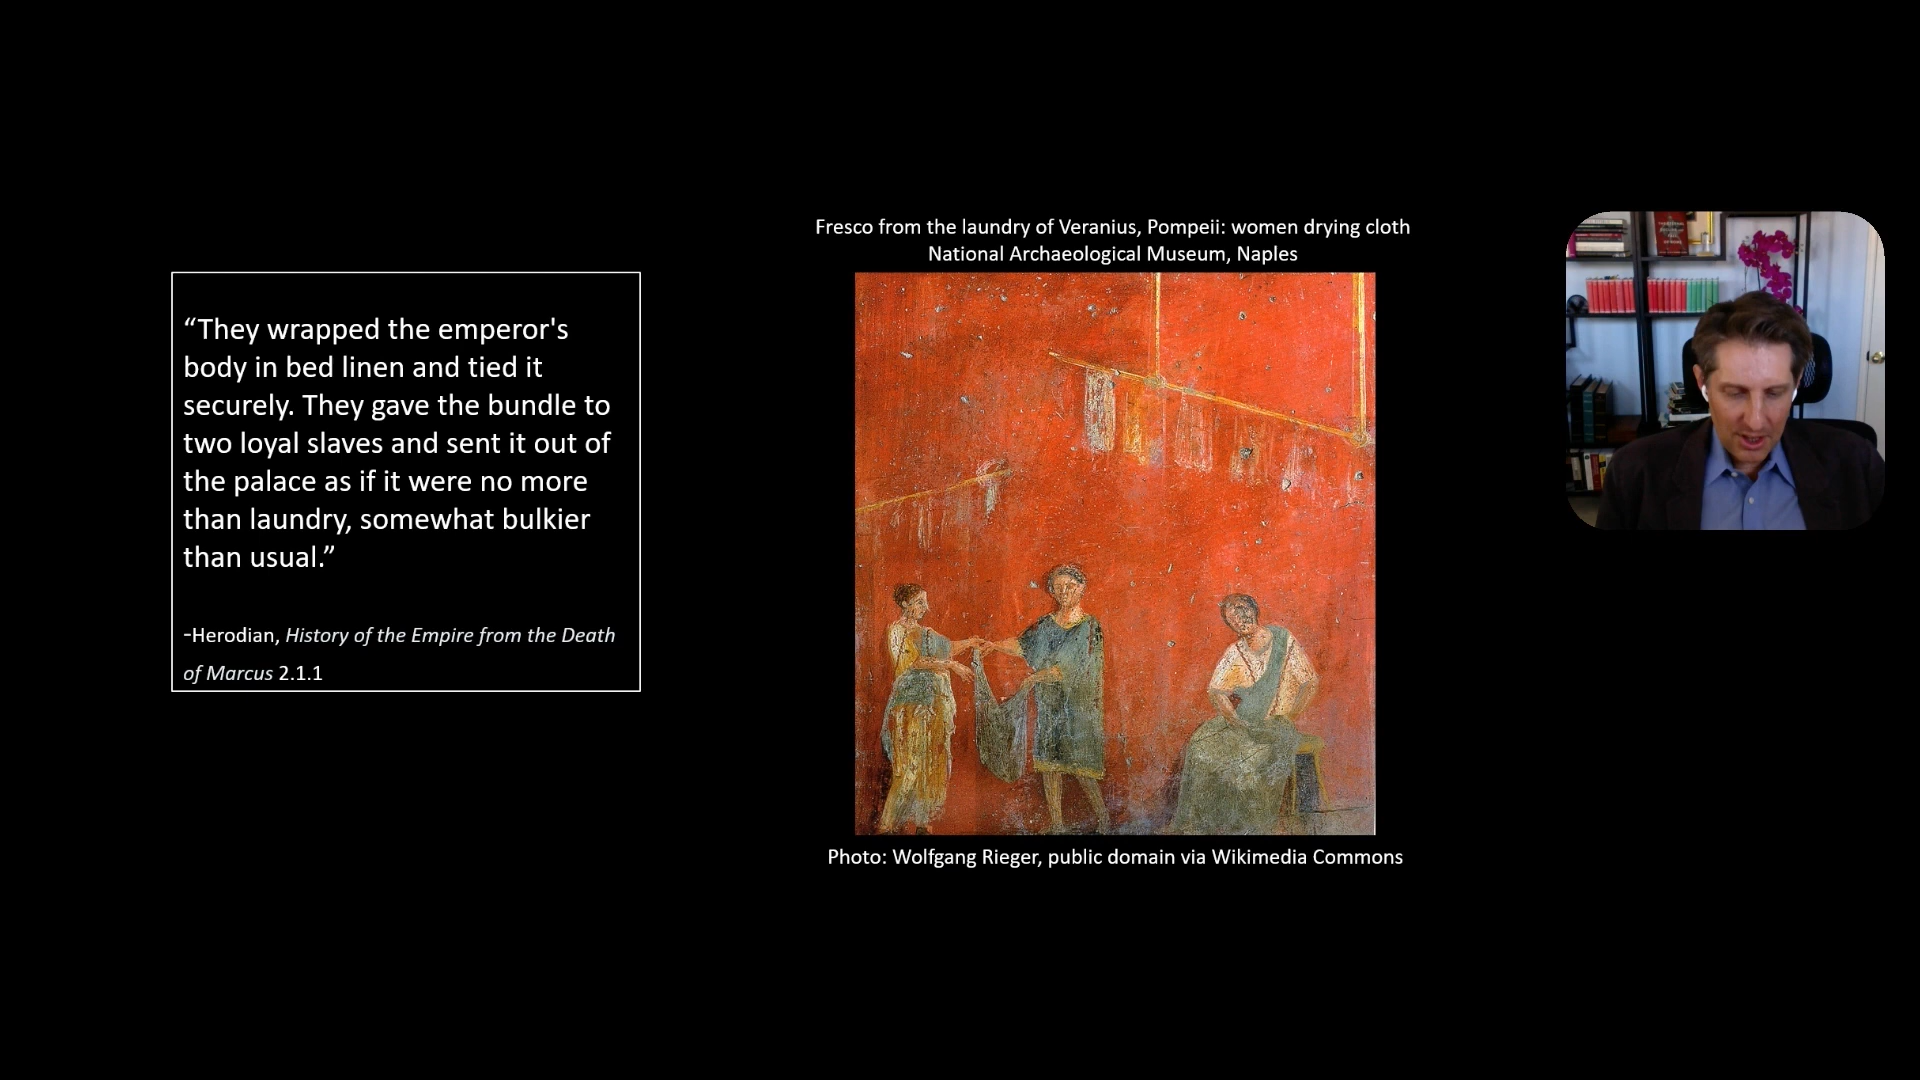 “They wrapped the emperor's
body in bed linen and tied it
securely. They gave the bundle to
two loyal slaves and sent it out of
the palace as if it were no more
than laundry, somewhat bulkier
than usual.”
-Herodian, History of the Empire from the Death
of Marcus 2.1.1
Fresco from the laundry of Veranius, Pompeii: women drying cloth
National Archaeological Museum, Naples
Photo: Wolfgang Rieger, public domain via Wikimedia Commons